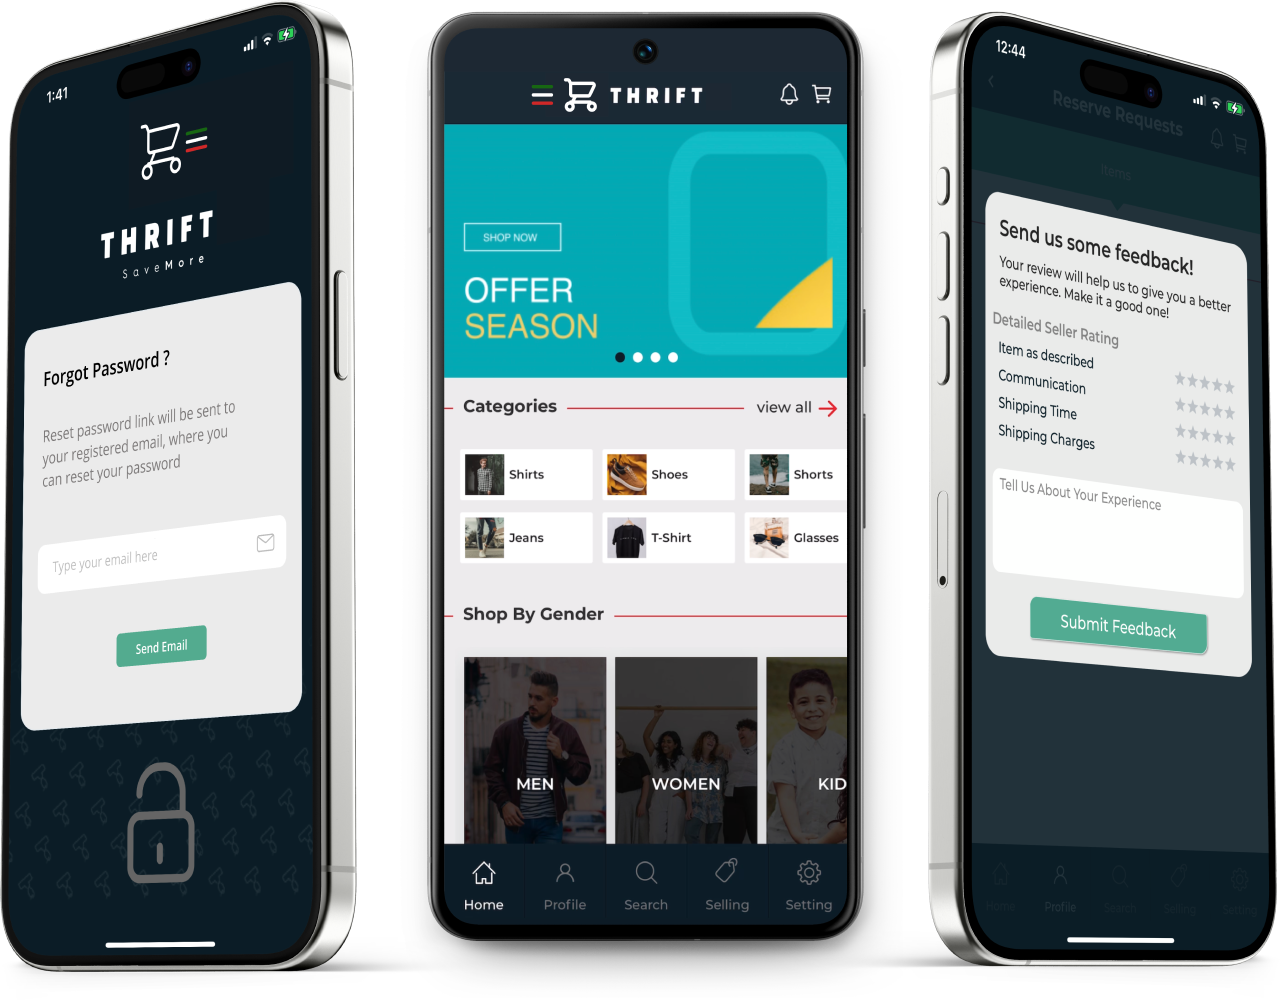 1:41
THRIFT
SaveMore
Forgot Password ?
Reset password link will be sent to
your registered email, where you
can reset your password
Type your email here
Send Email
THRIFT
SHOP NOW
OFFER
SEASON
Categories
view all
Shirts
Shoes
Shorts
Jeans
T-Shirt
Glasses
Shop By Gender
MEN
WOMEN
KID
Home
Profile
Search
Selling
Setting
12:44
Reserve Requests
Items
Send us some feedback!
Your review will help us to give you a better
experience. Make it a good one!
Detailed Seller Rating
Item as described
Communication
Shipping Time
Shipping Charges
Tell Us About Your Experience
Submit Feedback
Home
Profile
Search
Selling
Setting